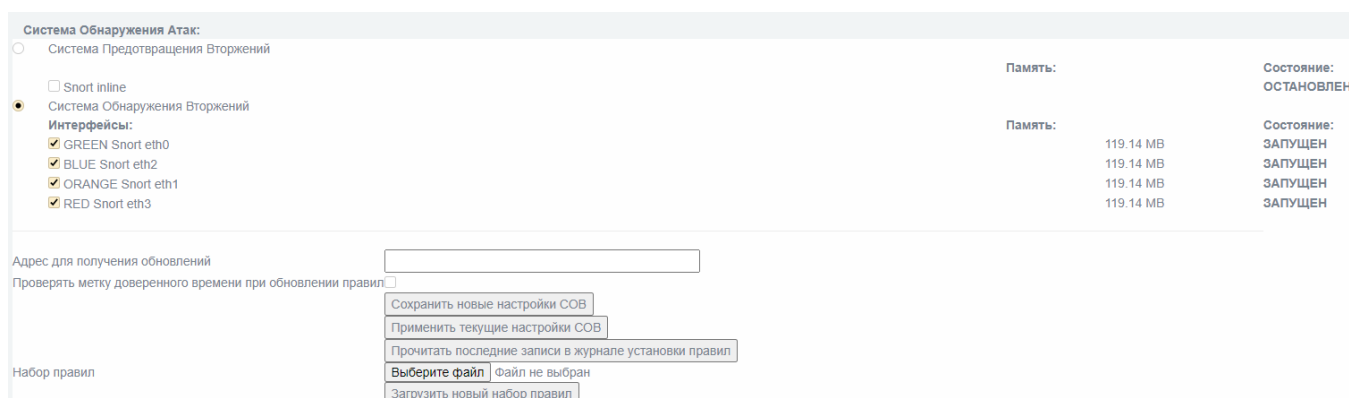 Система Обнаружения Атак:
Система Предотвращения Вторжений
Память: Состояние:
Snort inline ОСТАНОВЛЕН
Система Обнаружения Вторжений
Интерфейсы: Память: Состояние:
GREEN Snort eth0 119.14 MB ЗАПУЩЕН
BLUE Snort eth2 119.14 MB ЗАПУЩЕН
ORANGE Snort eth1 119.14 MB ЗАПУЩЕН
RED Snort eth3 119.14 MB ЗАПУЩЕН
Адрес для получения обновлений
Проверять метку доверенного времени при обновлении правил
Сохранить новые настройки СОВ
Применить текущие настройки СОВ
Прочитать последние записи в журнале установки правил
Набор правил Выберите файл Файл не выбран
Загрузить новый набор правил